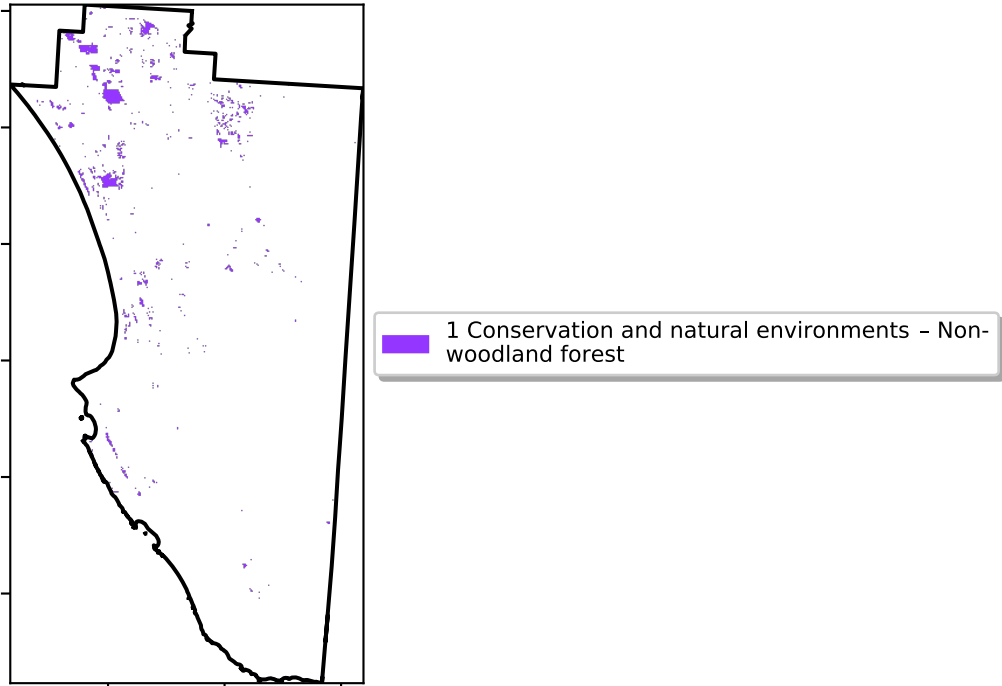 1 Conservation and natural environments – Non-
woodland forest